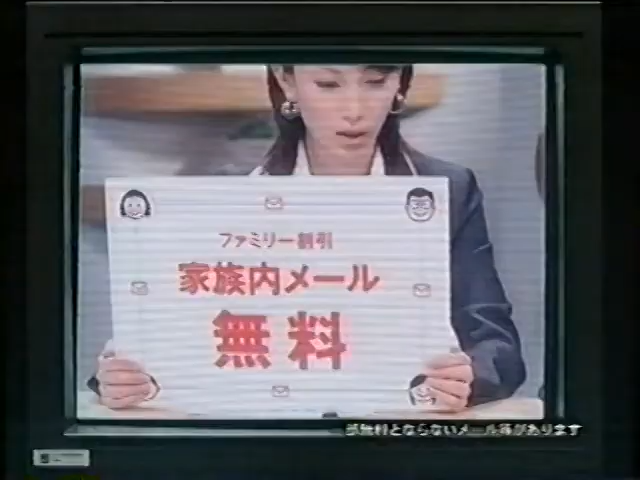 ファミリー割引
家族内メール
無料
無料とならないメール等があります